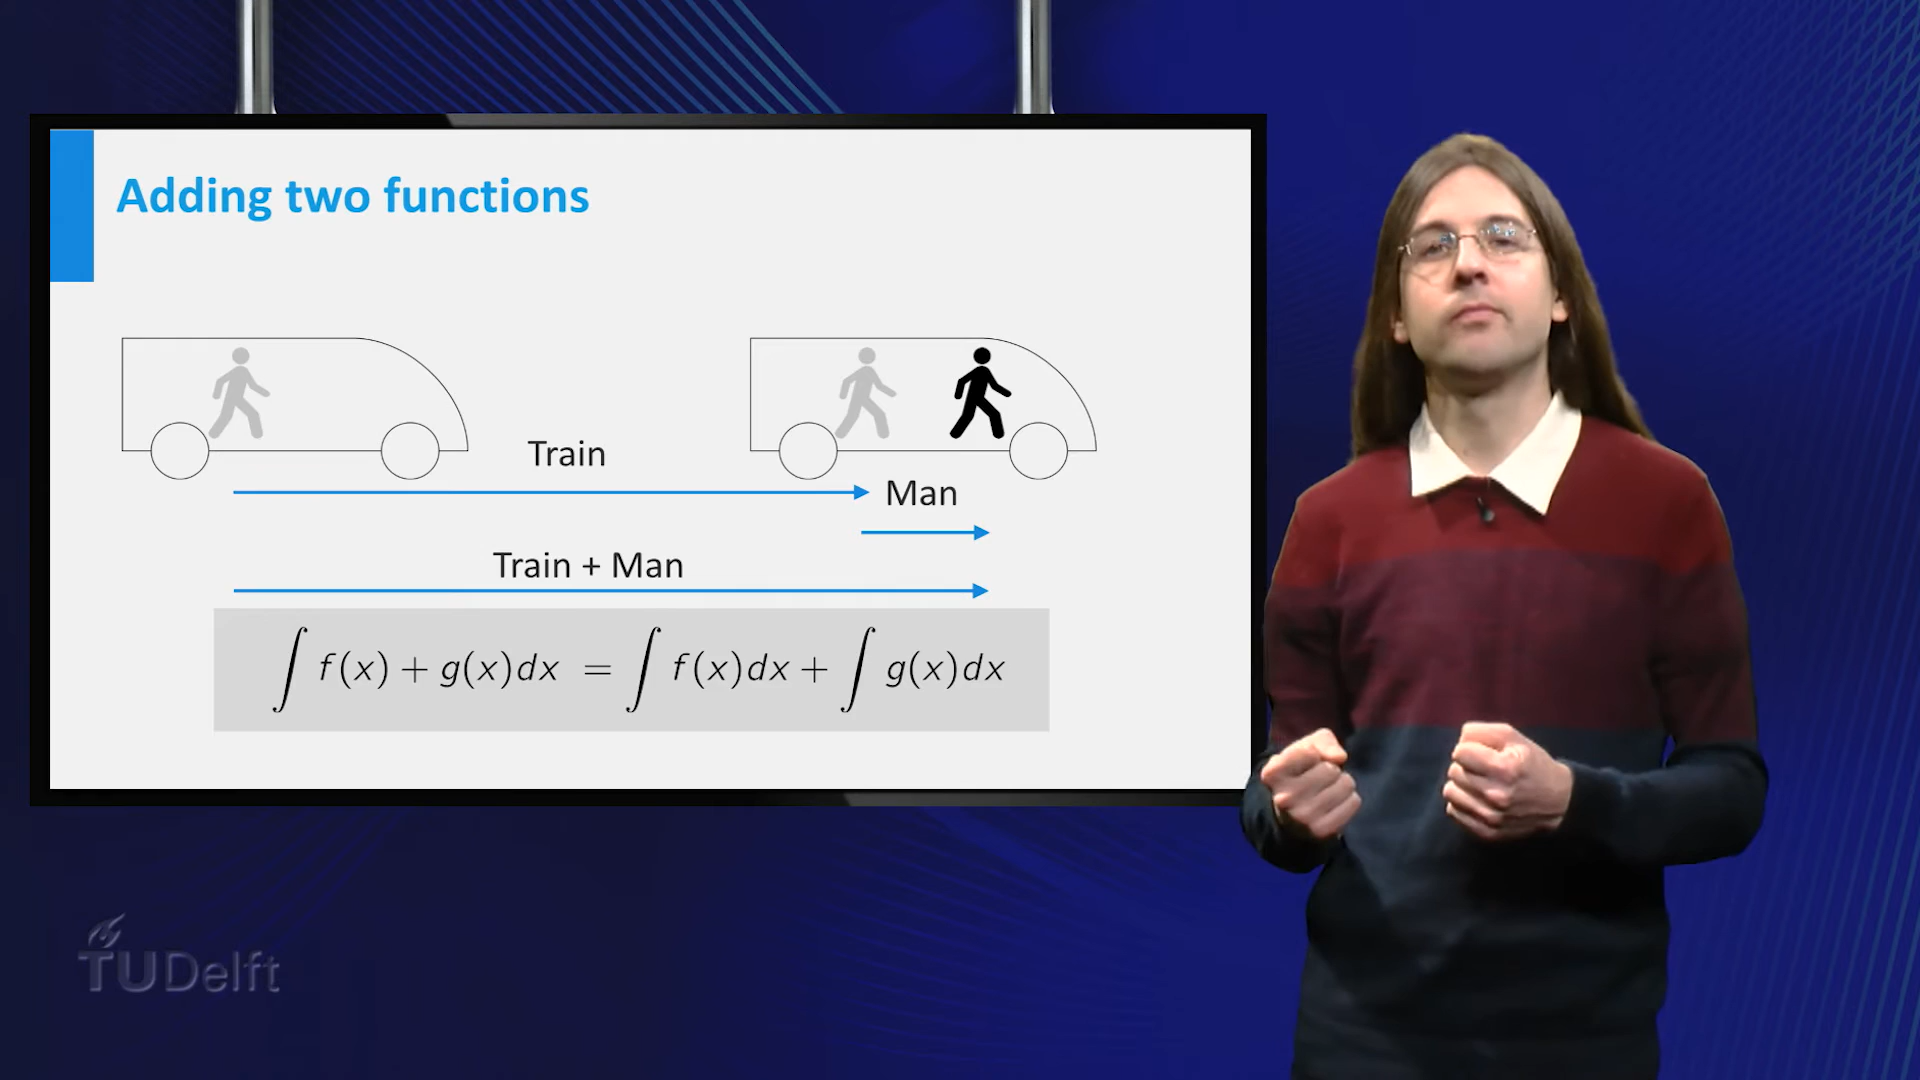 Adding two functions
Train
Man
Train + Man
∫ f(x) + g(x)dx = ∫ f(x)dx + ∫ g(x)dx
TUDelft